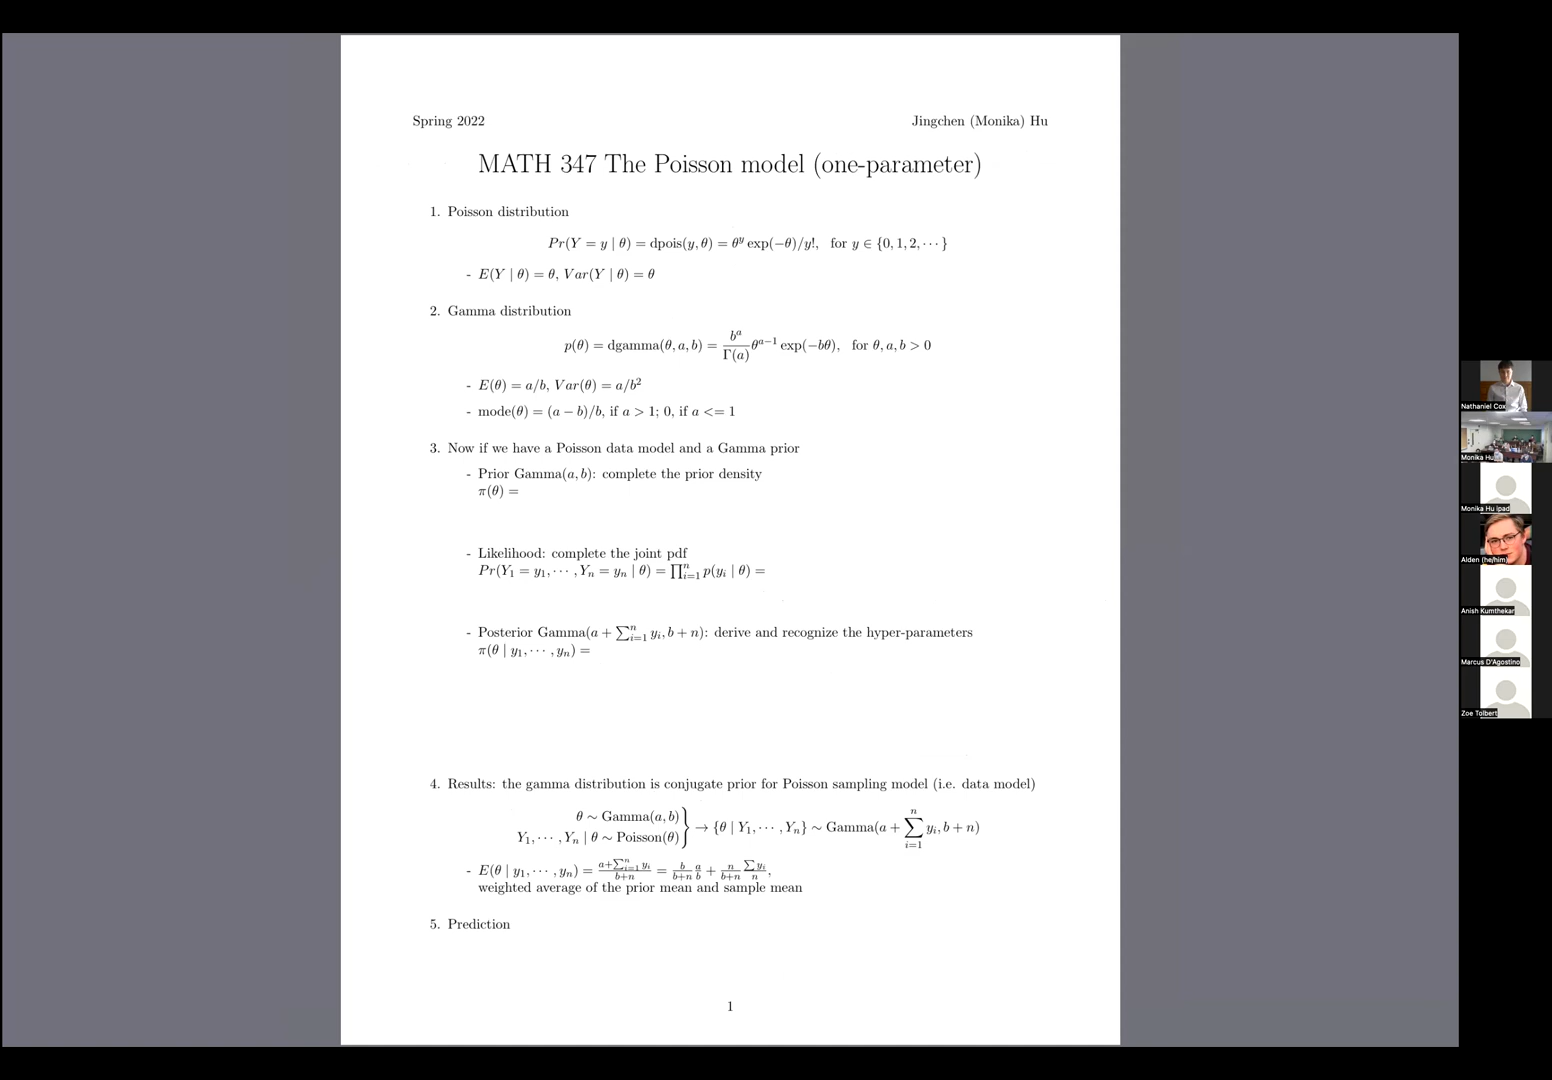 Spring 2022 Jingchen (Monika) Hu
MATH 347 The Poisson model (one-parameter)
1. Poisson distribution
Pr(Y = y | θ) = dpois(y, θ) = θ^y exp(−θ)/y!, for y ∈ {0, 1, 2, ⋯ }
- E(Y | θ) = θ, Var(Y | θ) = θ
2. Gamma distribution
p(θ) = dgamma(θ, a, b) = b^a/Γ(a) θ^{a−1} exp(−bθ), for θ, a, b > 0
- E(θ) = a/b, Var(θ) = a/b²
- mode(θ) = (a − b)/b, if a > 1; 0, if a <= 1
3. Now if we have a Poisson data model and a Gamma prior
- Prior Gamma(a, b): complete the prior density
π(θ) =
- Likelihood: complete the joint pdf
Pr(Y₁ = y₁, ⋯ , Yₙ = yₙ | θ) = ∏_{i=1}^n p(y_i | θ) =
- Posterior Gamma(a + ∑_{i=1}^n y_i, b + n): derive and recognize the hyper-parameters
π(θ | y₁, ⋯ , yₙ) =
4. Results: the gamma distribution is conjugate prior for Poisson sampling model (i.e. data model)
θ ∼ Gamma(a, b)
Y₁, ⋯ , Yₙ | θ ∼ Poisson(θ) } → {θ | Y₁, ⋯ , Yₙ} ∼ Gamma(a + ∑_{i=1}^n y_i, b + n)
- E(θ | y₁, ⋯ , yₙ) = (a+∑_{i=1}^n y_i)/(b+n) = b/(b+n) a/b + n/(b+n) ∑y_i/n,
weighted average of the prior mean and sample mean
5. Prediction
1
Nathaniel Cox
Monika Hu
Monika Hu ipad
Alden (he/him)
Anish Kumthekar
Marcus D'Agostino
Zoe Tolbert